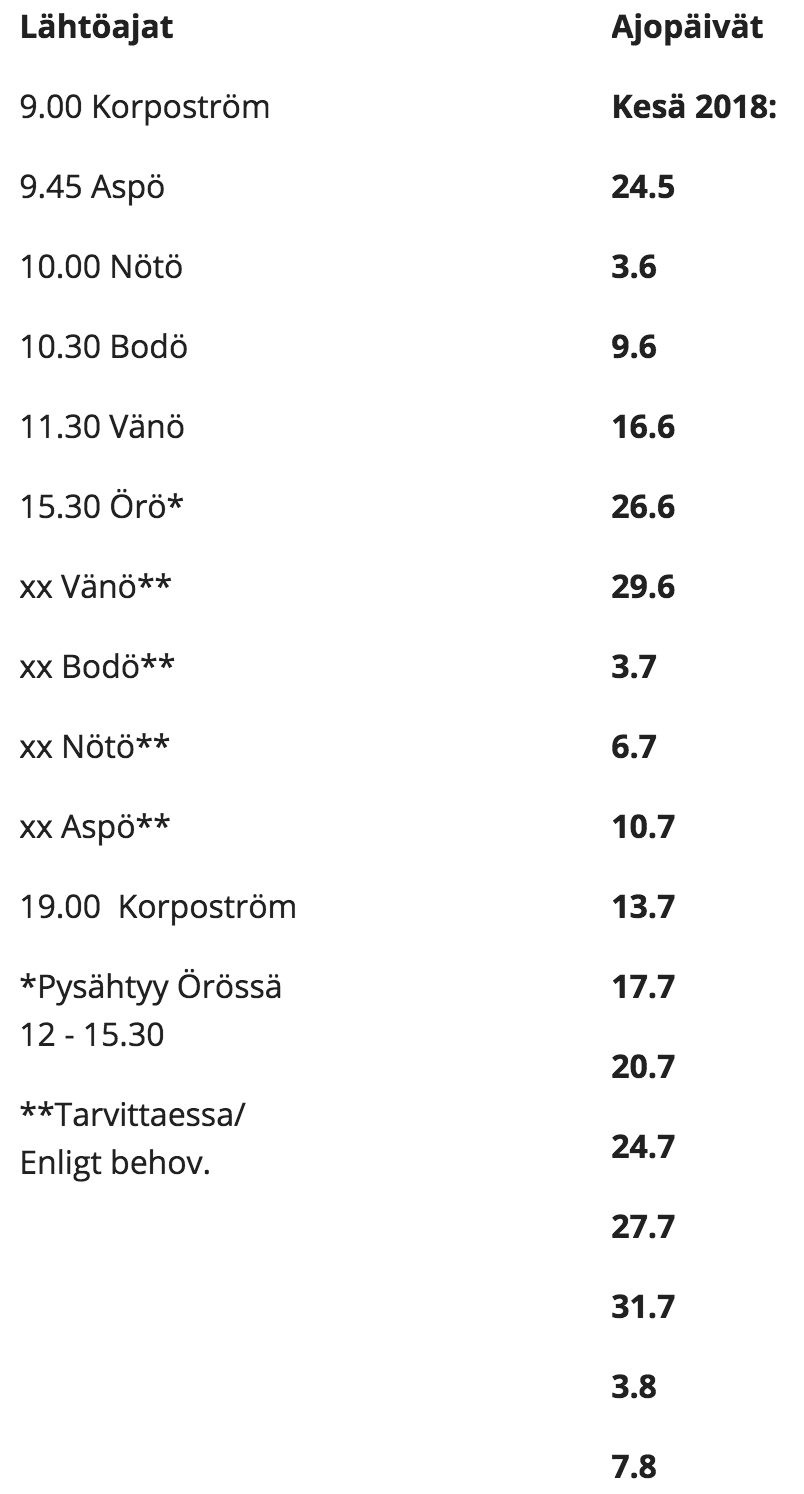 Lähtöajat
9.00 Korpoström
9.45 Aspö
10.00 Nötö
10.30 Bodö
11.30 Vänö
15.30 Örö*
xx Vänö**
xx Bodö**
xx Nötö**
xx Aspö**
19.00  Korpoström
*Pysähtyy Örössä
12 - 15.30
**Tarvittaessa/
Enligt behov.
Ajopäivät
Kesä 2018:
24.5
3.6
9.6
16.6
26.6
29.6
3.7
6.7
10.7
13.7
17.7
20.7
24.7
27.7
31.7
3.8
7.8